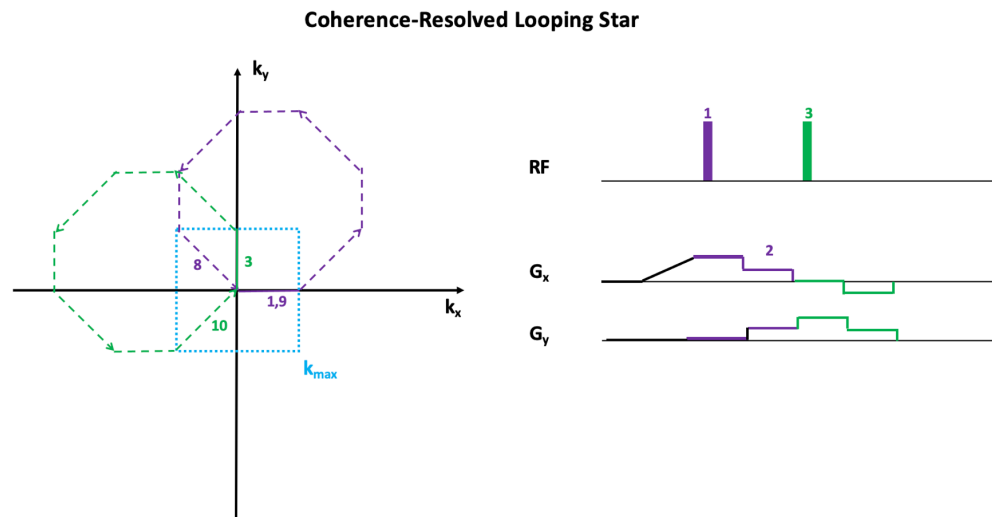 Coherence-Resolved Looping Star
ky
kx
8
3
1,9
10
kmax
RF
1
3
Gx
2
Gy